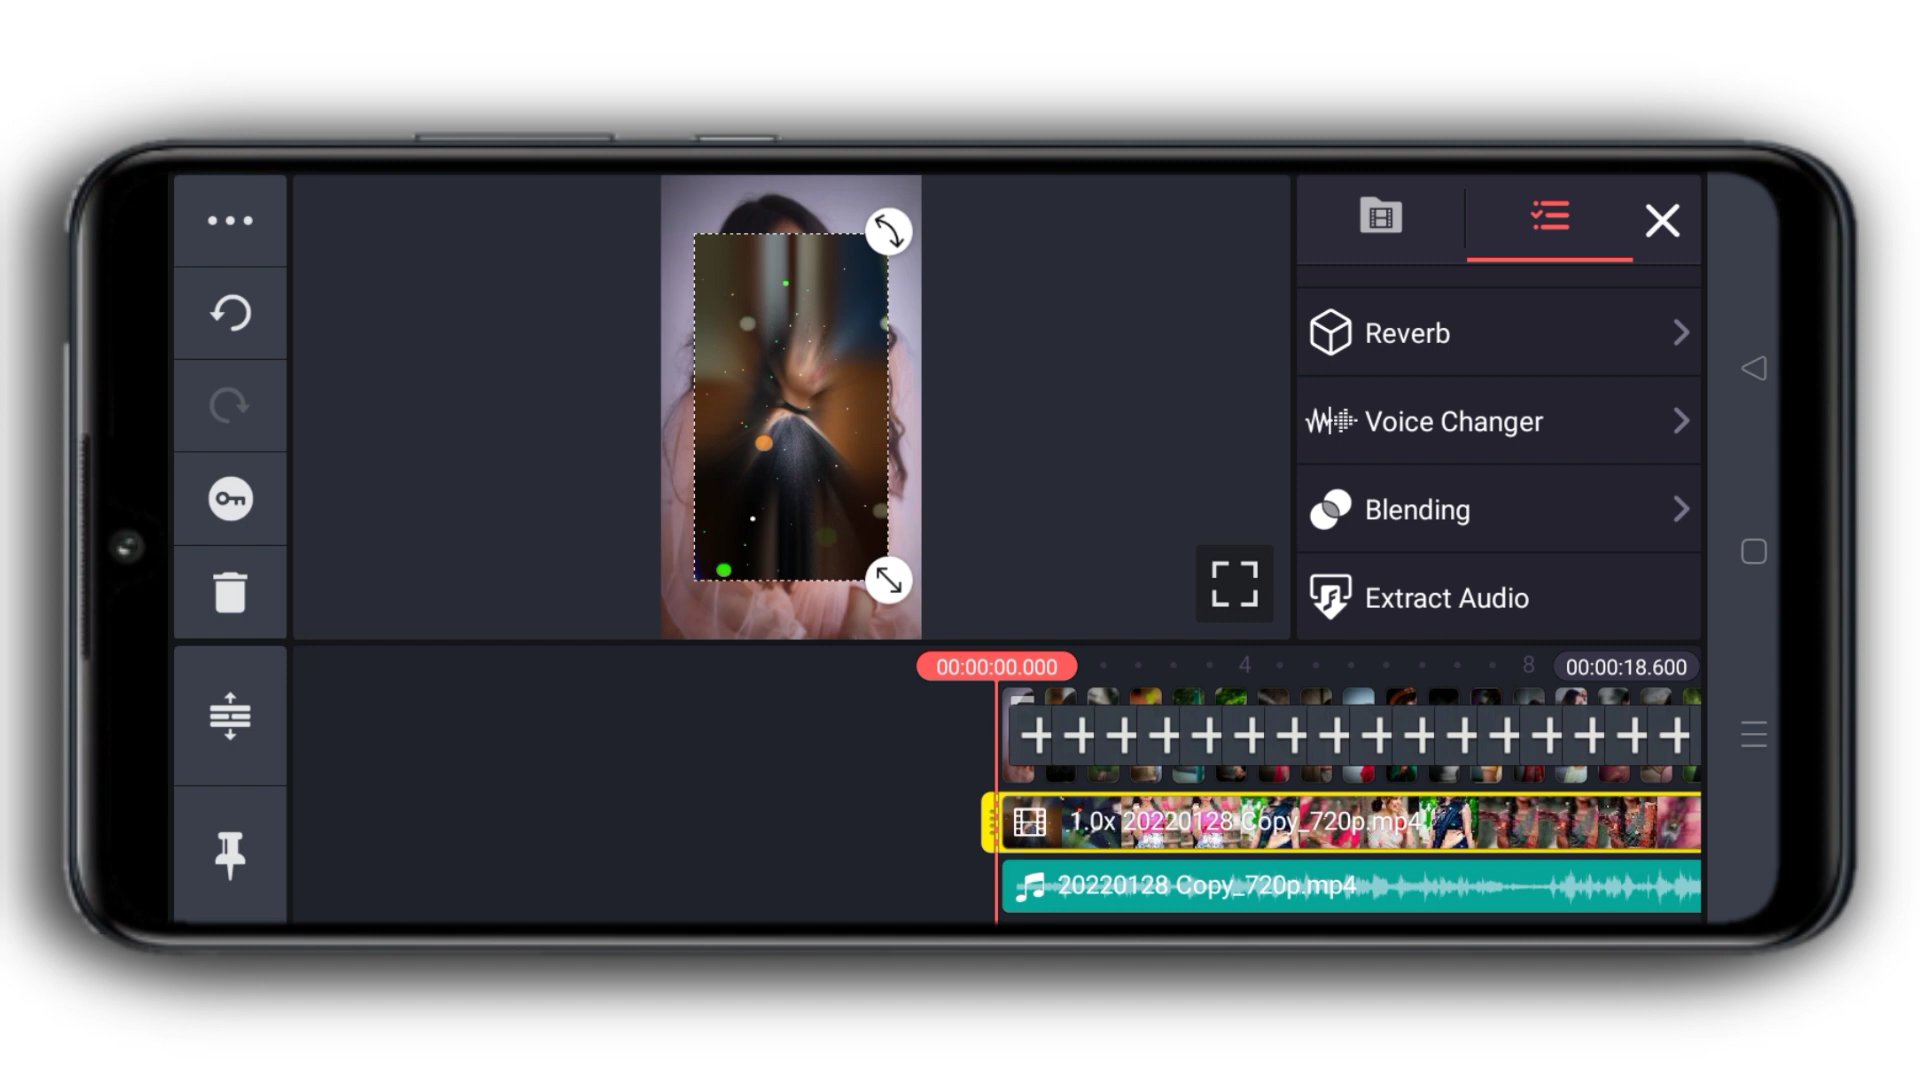 Reverb
Voice Changer
Blending
Extract Audio
00:00:00.000
4
8
00:00:18.600
1.0x 20220128 Copy_720p.mp4
20220128 Copy_720p.mp4